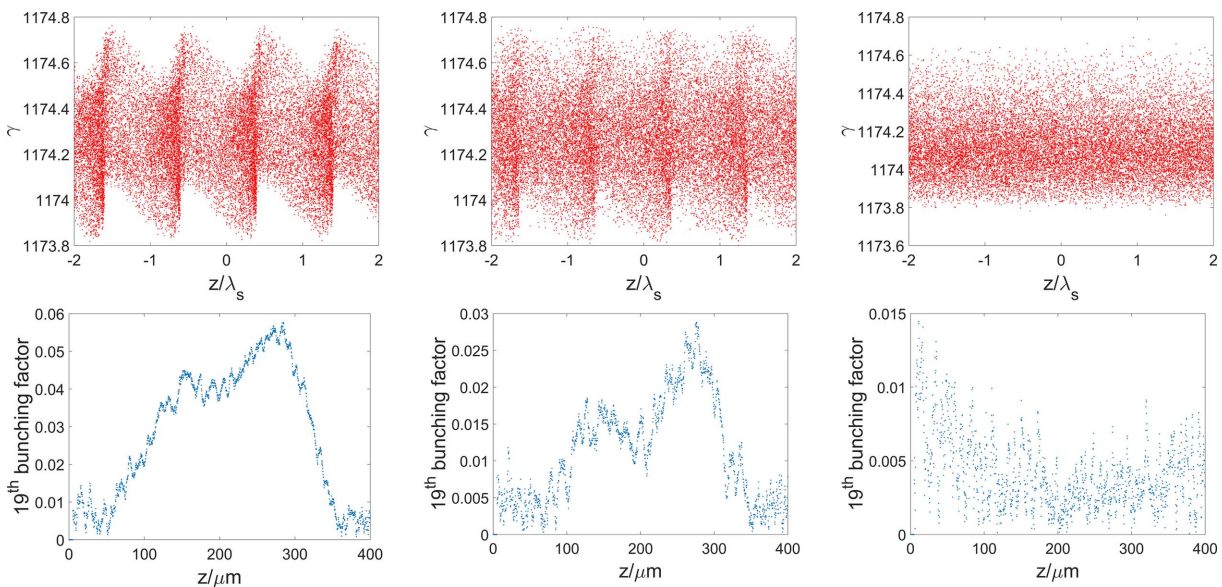 1174.8
1174.6
1174.4
1174.2
1174
1173.8
γ
-2 -1 0 1 2
z/λs
1174.8
1174.6
1174.4
1174.2
1174
1173.8
γ
-2 -1 0 1 2
z/λs
1174.8
1174.6
1174.4
1174.2
1174
1173.8
1173.6
γ
-2 -1 0 1 2
z/λs
0.06
0.05
0.04
0.03
0.02
0.01
0
19th bunching factor
0 100 200 300 400
z/μm
0.03
0.025
0.02
0.015
0.01
0.005
0
19th bunching factor
0 100 200 300 400
z/μm
0.015
0.01
0.005
0
19th bunching factor
0 100 200 300 400
z/μm